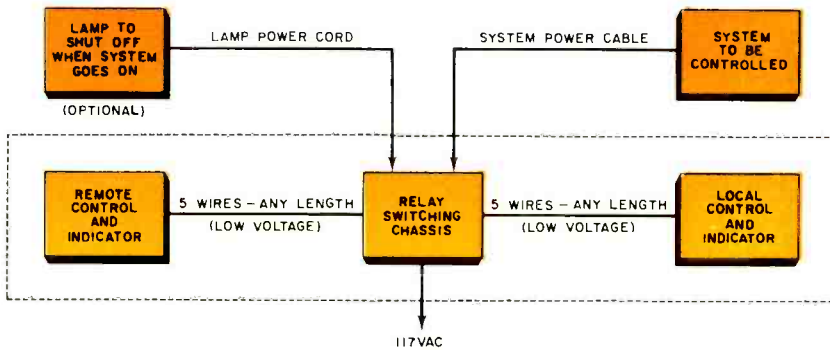 LAMP TO
SHUT OFF
WHEN SYSTEM
GOES ON
(OPTIONAL)
LAMP POWER CORD
SYSTEM POWER CABLE
SYSTEM
TO BE
CONTROLLED
REMOTE
CONTROL
AND
INDICATOR
5 WIRES – ANY LENGTH
(LOW VOLTAGE)
RELAY
SWITCHING
CHASSIS
5 WIRES – ANY LENGTH
(LOW VOLTAGE)
LOCAL
CONTROL
AND
INDICATOR
117VAC